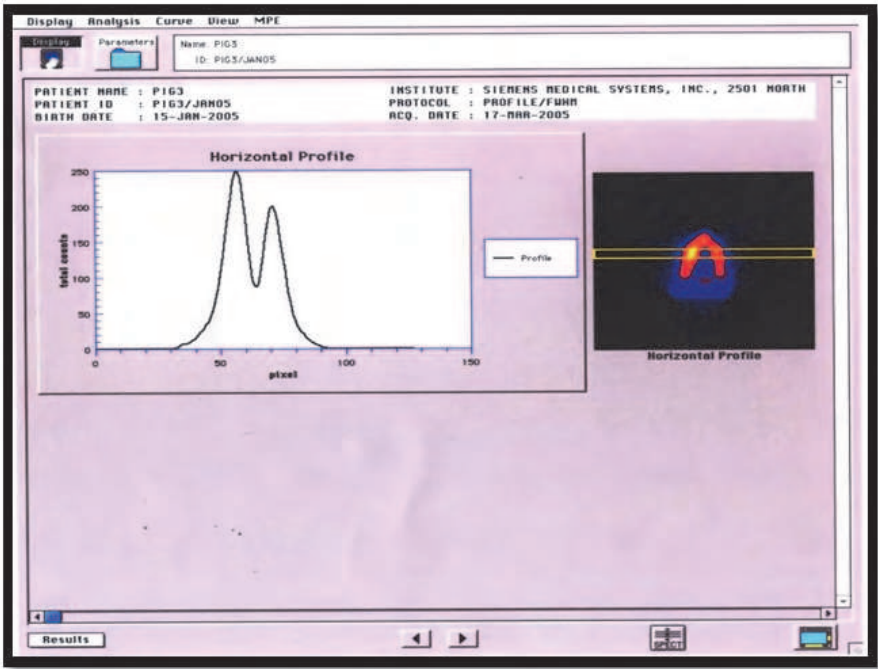 Display Analysis Curve View MPE
Display Parameters Name: PIG3
ID: PIG3/JAN05
PATIENT NAME : PIG3 INSTITUTE : SIEMENS MEDICAL SYSTEMS, INC., 2501 NORTH
PATIENT ID : PIG3/JAN05 PROTOCOL : PROFILE/FWHM
BIRTH DATE : 15-JAN-2005 ACQ. DATE : 17-MAR-2005
Horizontal Profile
250
200
150
100
50
0
total counts
0 50 100 150
pixel
Profile
Horizontal Profile
Results
SPECT